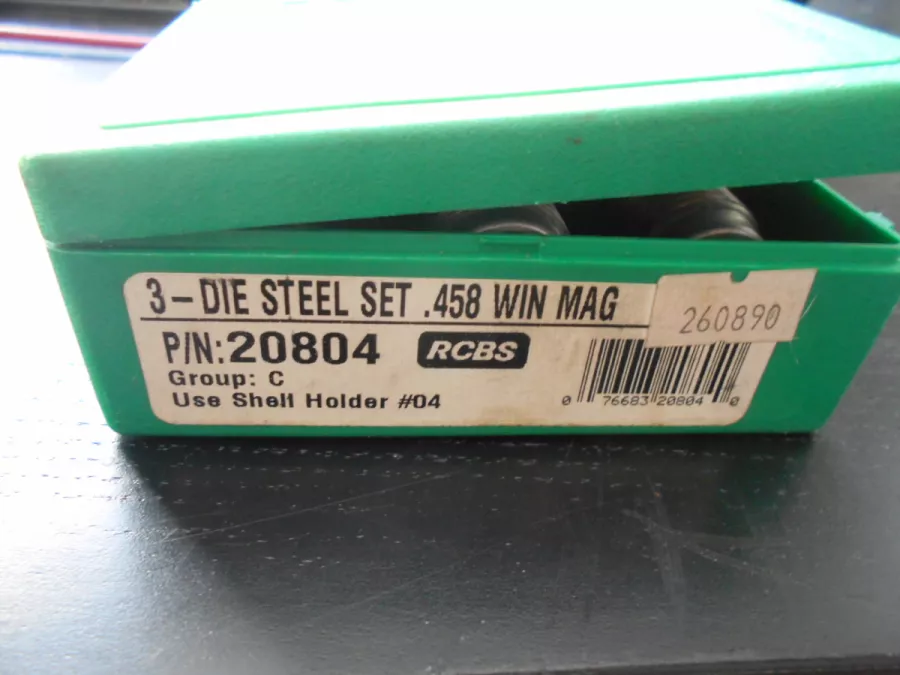 3-DIE STEEL SET .458 WIN MAG
260890
P/N:20804 RCBS
Group: C
Use Shell Holder #04
0 76683 20804 0